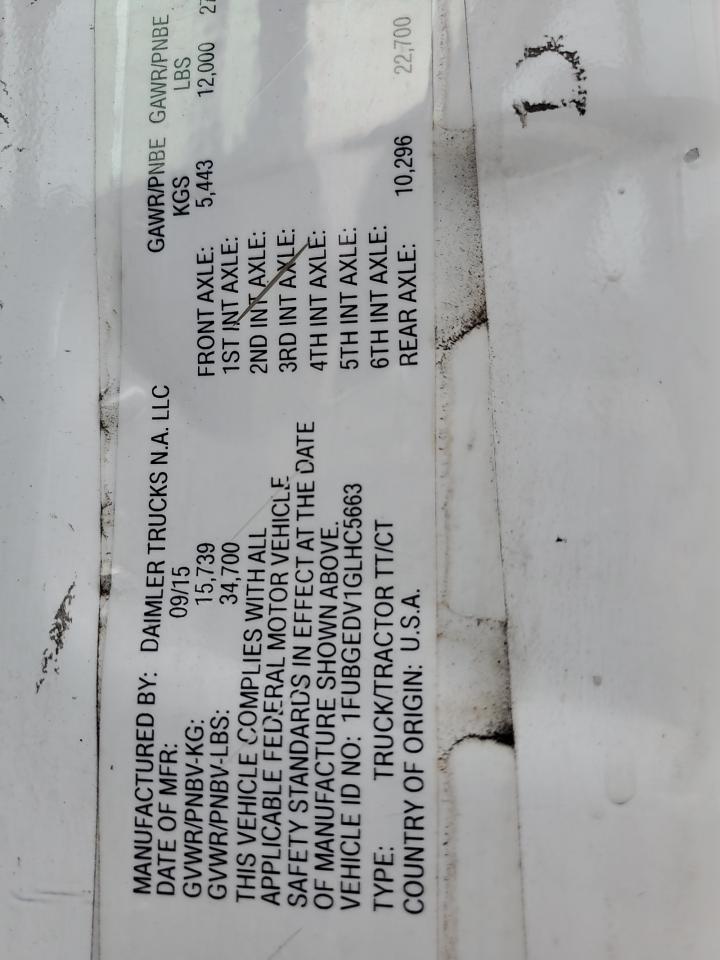 MANUFACTURED BY: DAIMLER TRUCKS N.A. LLC
DATE OF MFR: 09/15
GVWR/PNBV-KG: 15,739
GVWR/PNBV-LBS: 34,700
THIS VEHICLE COMPLIES WITH ALL
APPLICABLE FEDERAL MOTOR VEHICLE
SAFETY STANDARDS IN EFFECT AT THE DATE
OF MANUFACTURE SHOWN ABOVE.
VEHICLE ID NO: 1FUBGEDV1GLHC5663
TYPE: TRUCK/TRACTOR TT/CT
COUNTRY OF ORIGIN: U.S.A.
GAWR/PNBE GAWR/PNBE
KGS LBS
FRONT AXLE: 5,443 12,000 27
1ST INT AXLE:
2ND INT AXLE:
3RD INT AXLE:
4TH INT AXLE:
5TH INT AXLE:
6TH INT AXLE:
REAR AXLE: 10,296 22,700
D